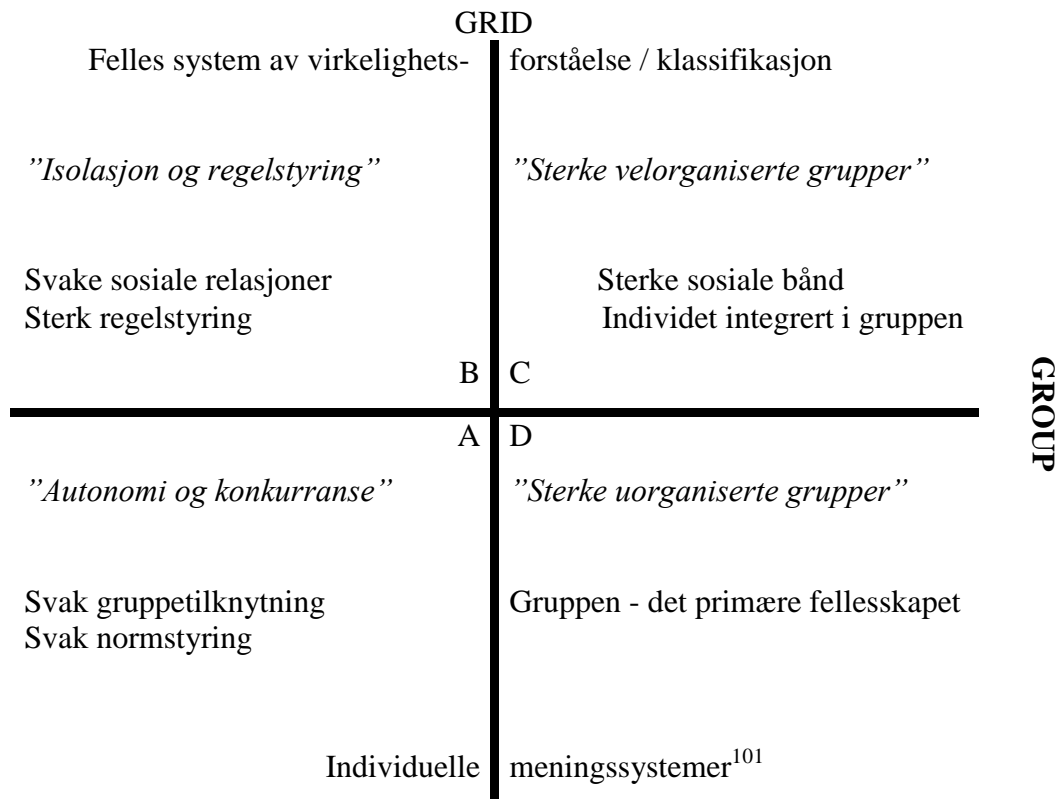 GRID
Felles system av virkelighets- forståelse / klassifikasjon
”Isolasjon og regelstyring” ”Sterke velorganiserte grupper”
Svake sosiale relasjoner Sterke sosiale bånd
Sterk regelstyring Individet integrert i gruppen
B C
GROUP
A D
”Autonomi og konkurranse” ”Sterke uorganiserte grupper”
Svak gruppetilknytning Gruppen - det primære fellesskapet
Svak normstyring
Individuelle meningssystemer101